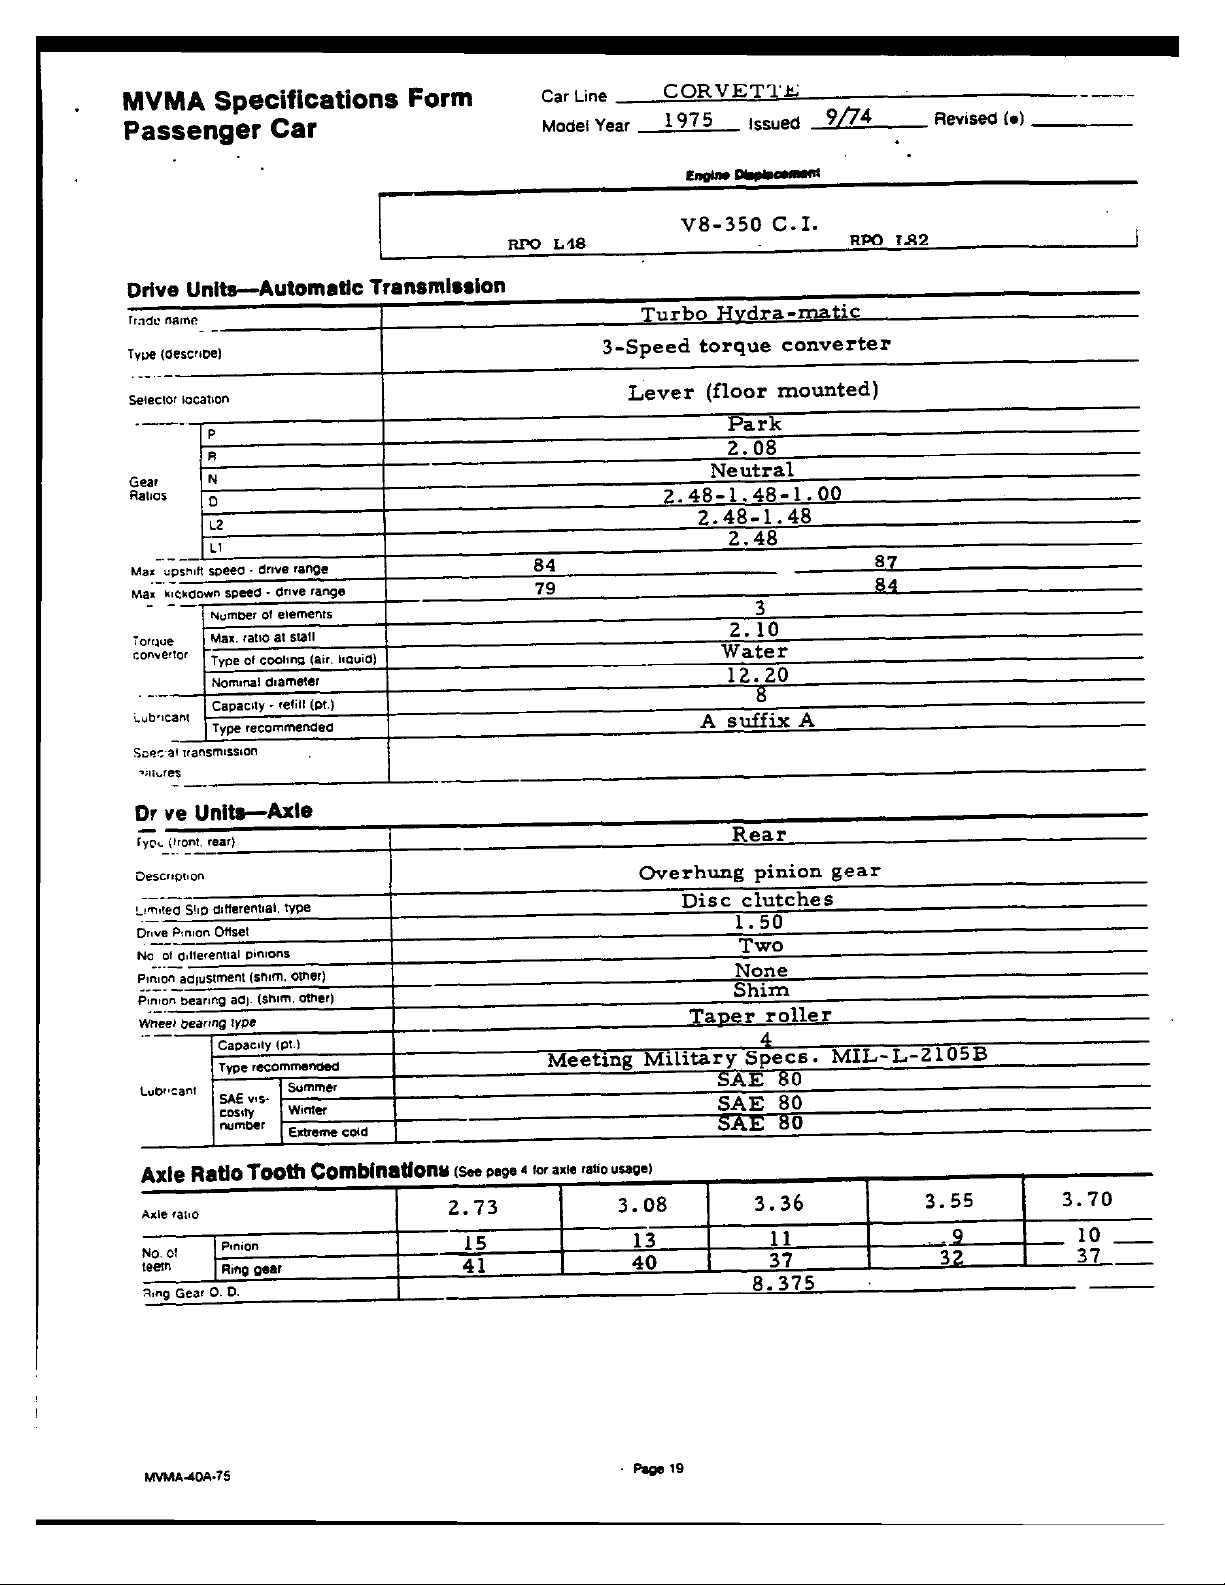 MVMA Specifications Form
Passenger Car
Car Line CORVETTE
Model Year 1975 Issued 9/74 Revised (•)
Engine Displacement
V8-350 C.I.
RPO L48 RPO L82
Drive Units—Automatic Transmission
Trade name Turbo Hydra-matic
Type (describe) 3-Speed torque converter
Selector location Lever (floor mounted)
Gear Ratios
P Park
R 2.08
N Neutral
D 2.48-1.48-1.00
L2 2.48-1.48
L1 2.48
Max upshift speed - drive range 84 87
Max kickdown speed - drive range 79 84
Torque convertor
Number of elements 3
Max. ratio at stall 2.10
Type of cooling (air, liquid) Water
Nominal diameter 12.20
Lubricant
Capacity - refill (pt.) 8
Type recommended A suffix A
Special transmission
Drive Units—Axle
Type (front, rear) Rear
Description Overhung pinion gear
Limited Slip differential, type Disc clutches
Drive Pinion Offset 1.50
No of differential pinions Two
Pinion adjustment (shim, other) None
Pinion bearing adj. (shim, other) Shim
Wheel bearing type Taper roller
Lubricant
Capacity (pt.) 4
Type recommended Meeting Military Specs. MIL-L-2105B
SAE vis-
cosity
number
Summer SAE 80
Winter SAE 80
Extreme cold SAE 80
Axle Ratio Tooth Combinations (See page 4 for axle ratio usage)
Axle ratio 2.73 3.08 3.36 3.55 3.70
No. of teeth
Pinion 15 13 11 9 10
Ring gear 41 40 37 32 37
Ring Gear O. D. 8.375
MVMA-40A-75
Page 19